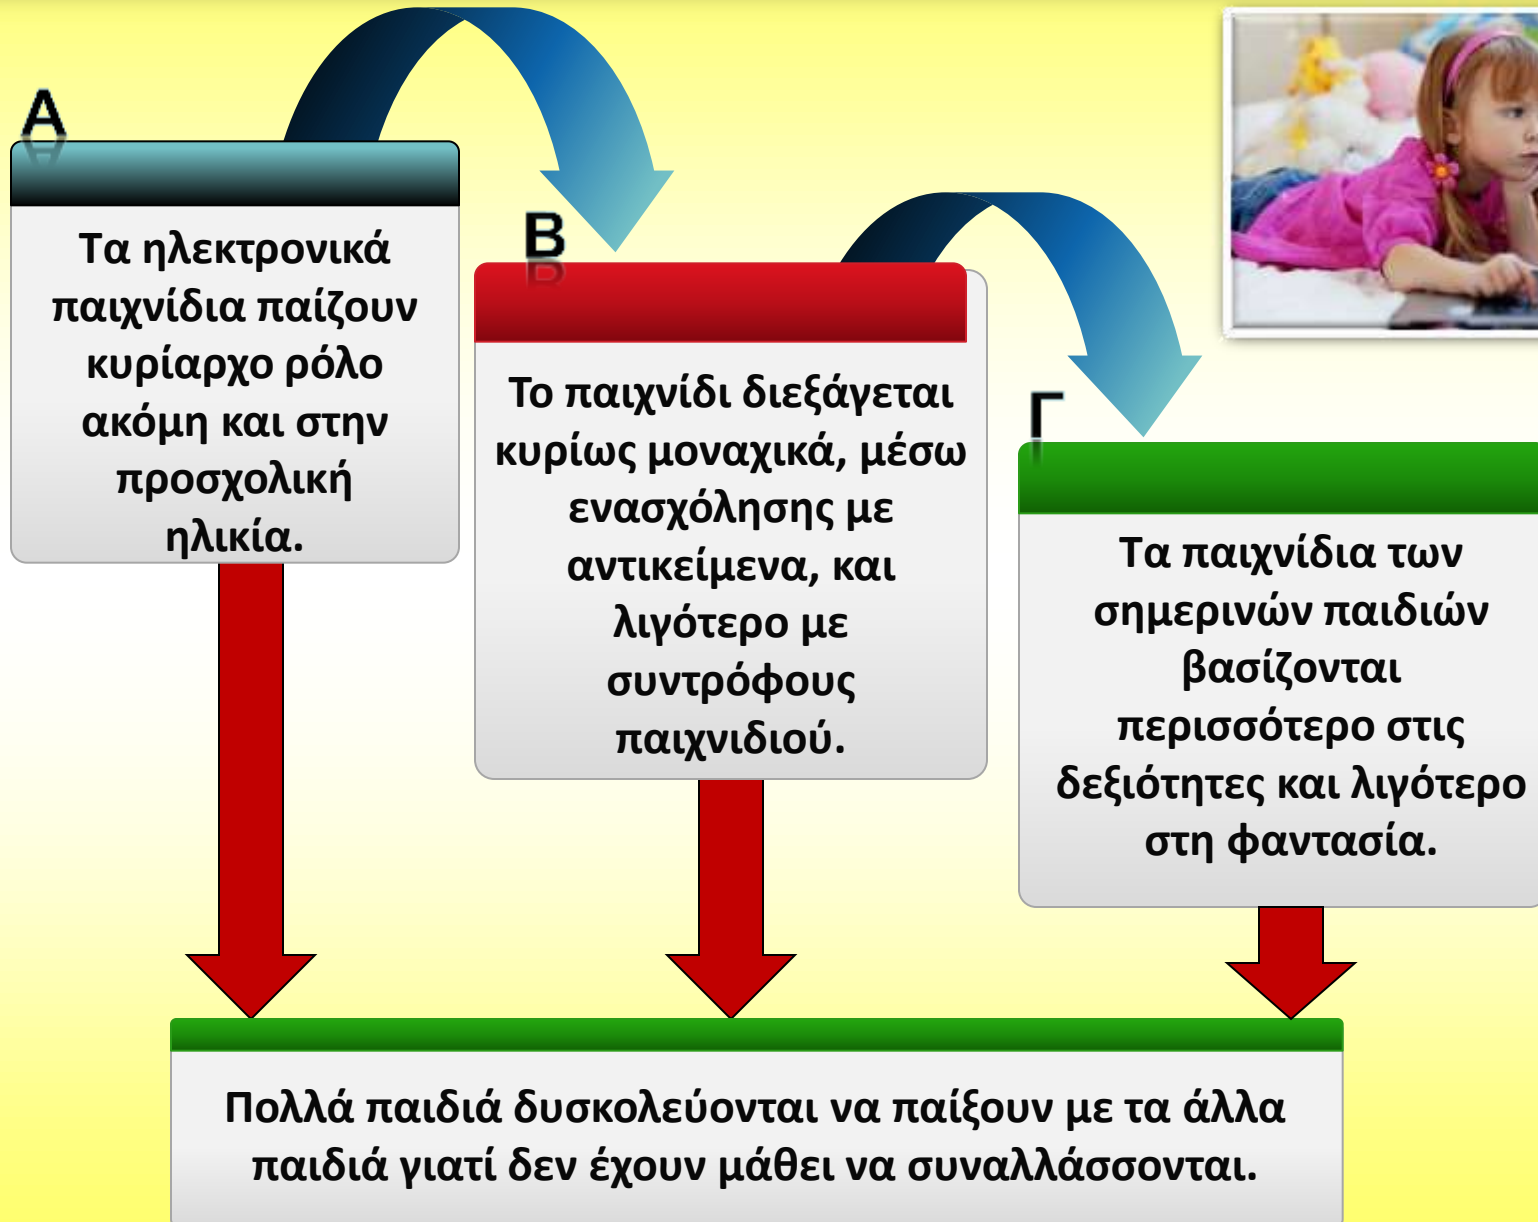 Α
Τα ηλεκτρονικά
παιχνίδια παίζουν
κυρίαρχο ρόλο
ακόμη και στην
προσχολική
ηλικία.
Β
Το παιχνίδι διεξάγεται
κυρίως μοναχικά, μέσω
ενασχόλησης με
αντικείμενα, και
λιγότερο με
συντρόφους
παιχνιδιού.
Γ
Τα παιχνίδια των
σημερινών παιδιών
βασίζονται
περισσότερο στις
δεξιότητες και λιγότερο
στη φαντασία.
Πολλά παιδιά δυσκολεύονται να παίξουν με τα άλλα
παιδιά γιατί δεν έχουν μάθει να συναλλάσσονται.